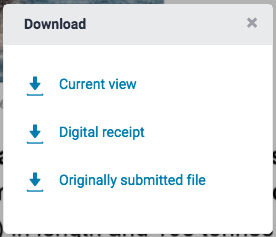 Download
Current view
Digital receipt
Originally submitted file